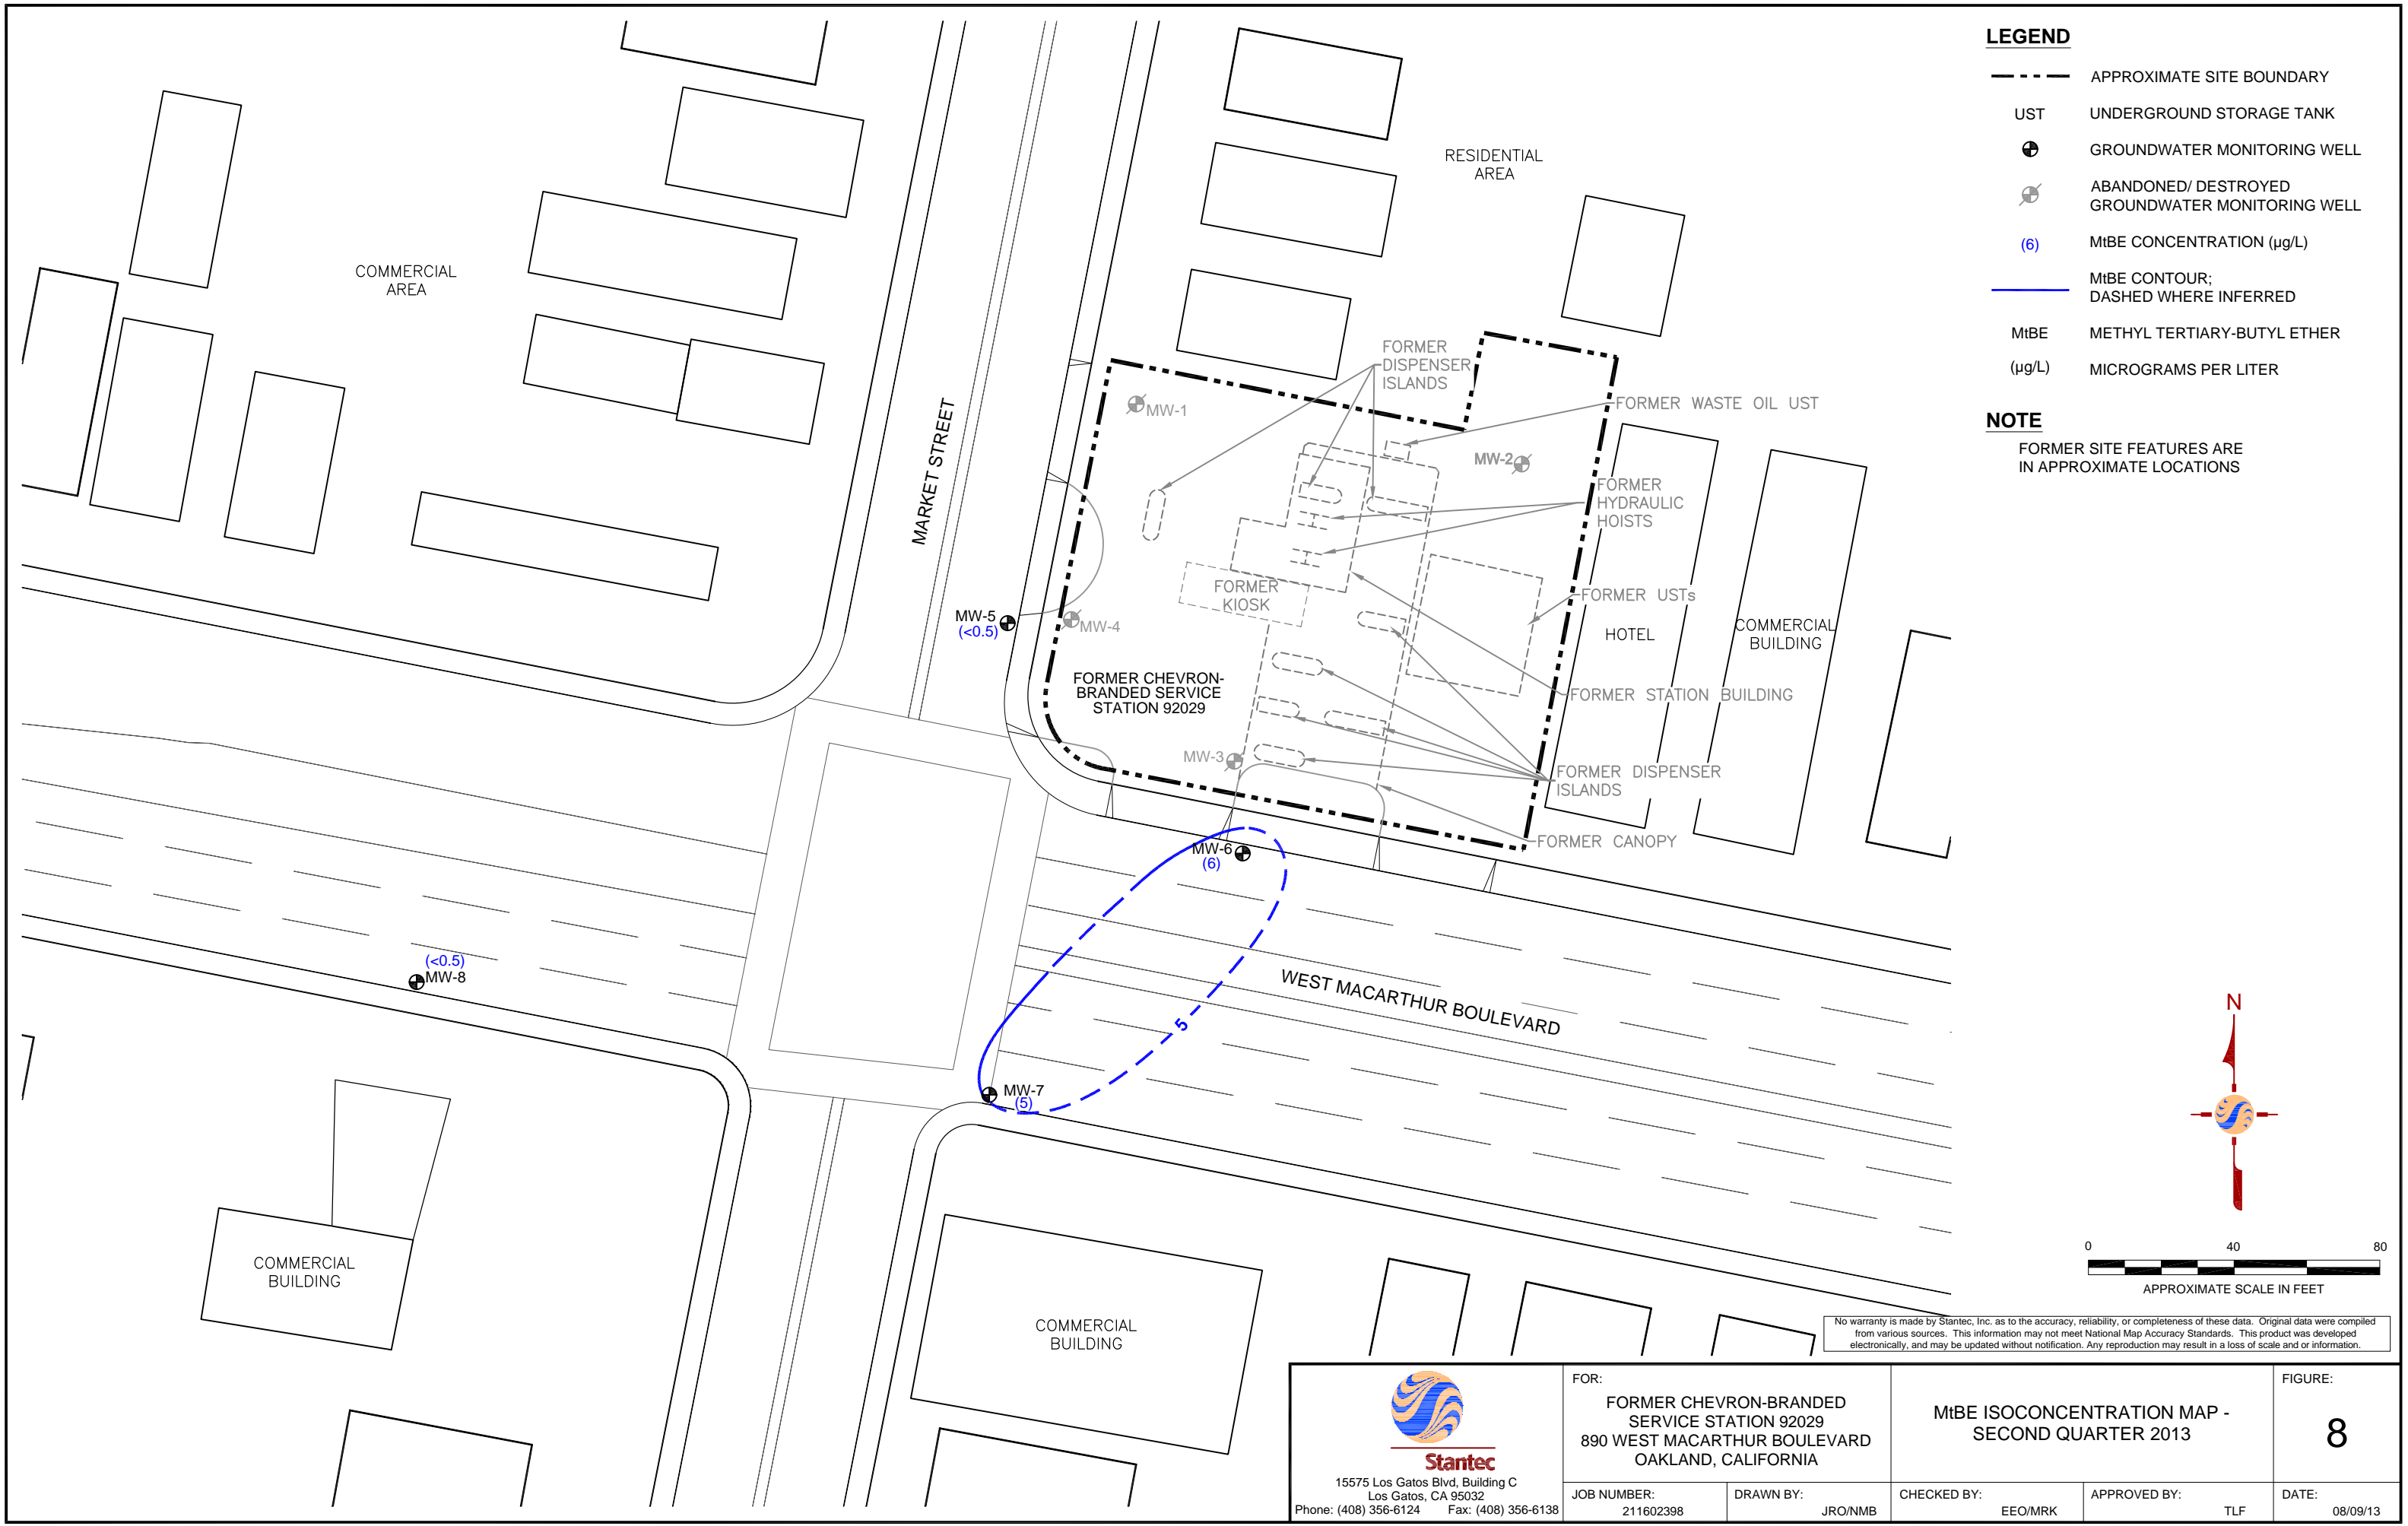 LEGEND
APPROXIMATE SITE BOUNDARY
UST UNDERGROUND STORAGE TANK
GROUNDWATER MONITORING WELL
ABANDONED/ DESTROYED
GROUNDWATER MONITORING WELL
(6) MtBE CONCENTRATION (µg/L)
MtBE CONTOUR;
DASHED WHERE INFERRED
MtBE METHYL TERTIARY-BUTYL ETHER
(µg/L) MICROGRAMS PER LITER
NOTE
FORMER SITE FEATURES ARE
IN APPROXIMATE LOCATIONS
RESIDENTIAL
AREA
COMMERCIAL
AREA
MARKET STREET
FORMER
DISPENSER
ISLANDS
MW-1
FORMER WASTE OIL UST
MW-2
FORMER
HYDRAULIC
HOISTS
FORMER
KIOSK
FORMER USTs
MW-5
(<0.5)
MW-4
HOTEL
COMMERCIAL
BUILDING
FORMER CHEVRON-
BRANDED SERVICE
STATION 92029
FORMER STATION BUILDING
MW-3
FORMER DISPENSER
ISLANDS
FORMER CANOPY
MW-6
(6)
(<0.5)
MW-8
WEST MACARTHUR BOULEVARD
5
MW-7
(5)
COMMERCIAL
BUILDING
COMMERCIAL
BUILDING
N
0 40 80
APPROXIMATE SCALE IN FEET
No warranty is made by Stantec, Inc. as to the accuracy, reliability, or completeness of these data. Original data were compiled
from various sources. This information may not meet National Map Accuracy Standards. This product was developed
electronically, and may be updated without notification. Any reproduction may result in a loss of scale and or information.
Stantec
15575 Los Gatos Blvd, Building C
Los Gatos, CA 95032
Phone: (408) 356-6124 Fax: (408) 356-6138
FOR:
FORMER CHEVRON-BRANDED
SERVICE STATION 92029
890 WEST MACARTHUR BOULEVARD
OAKLAND, CALIFORNIA
MtBE ISOCONCENTRATION MAP -
SECOND QUARTER 2013
FIGURE:
8
JOB NUMBER:
211602398
DRAWN BY:
JRO/NMB
CHECKED BY:
EEO/MRK
APPROVED BY:
TLF
DATE:
08/09/13